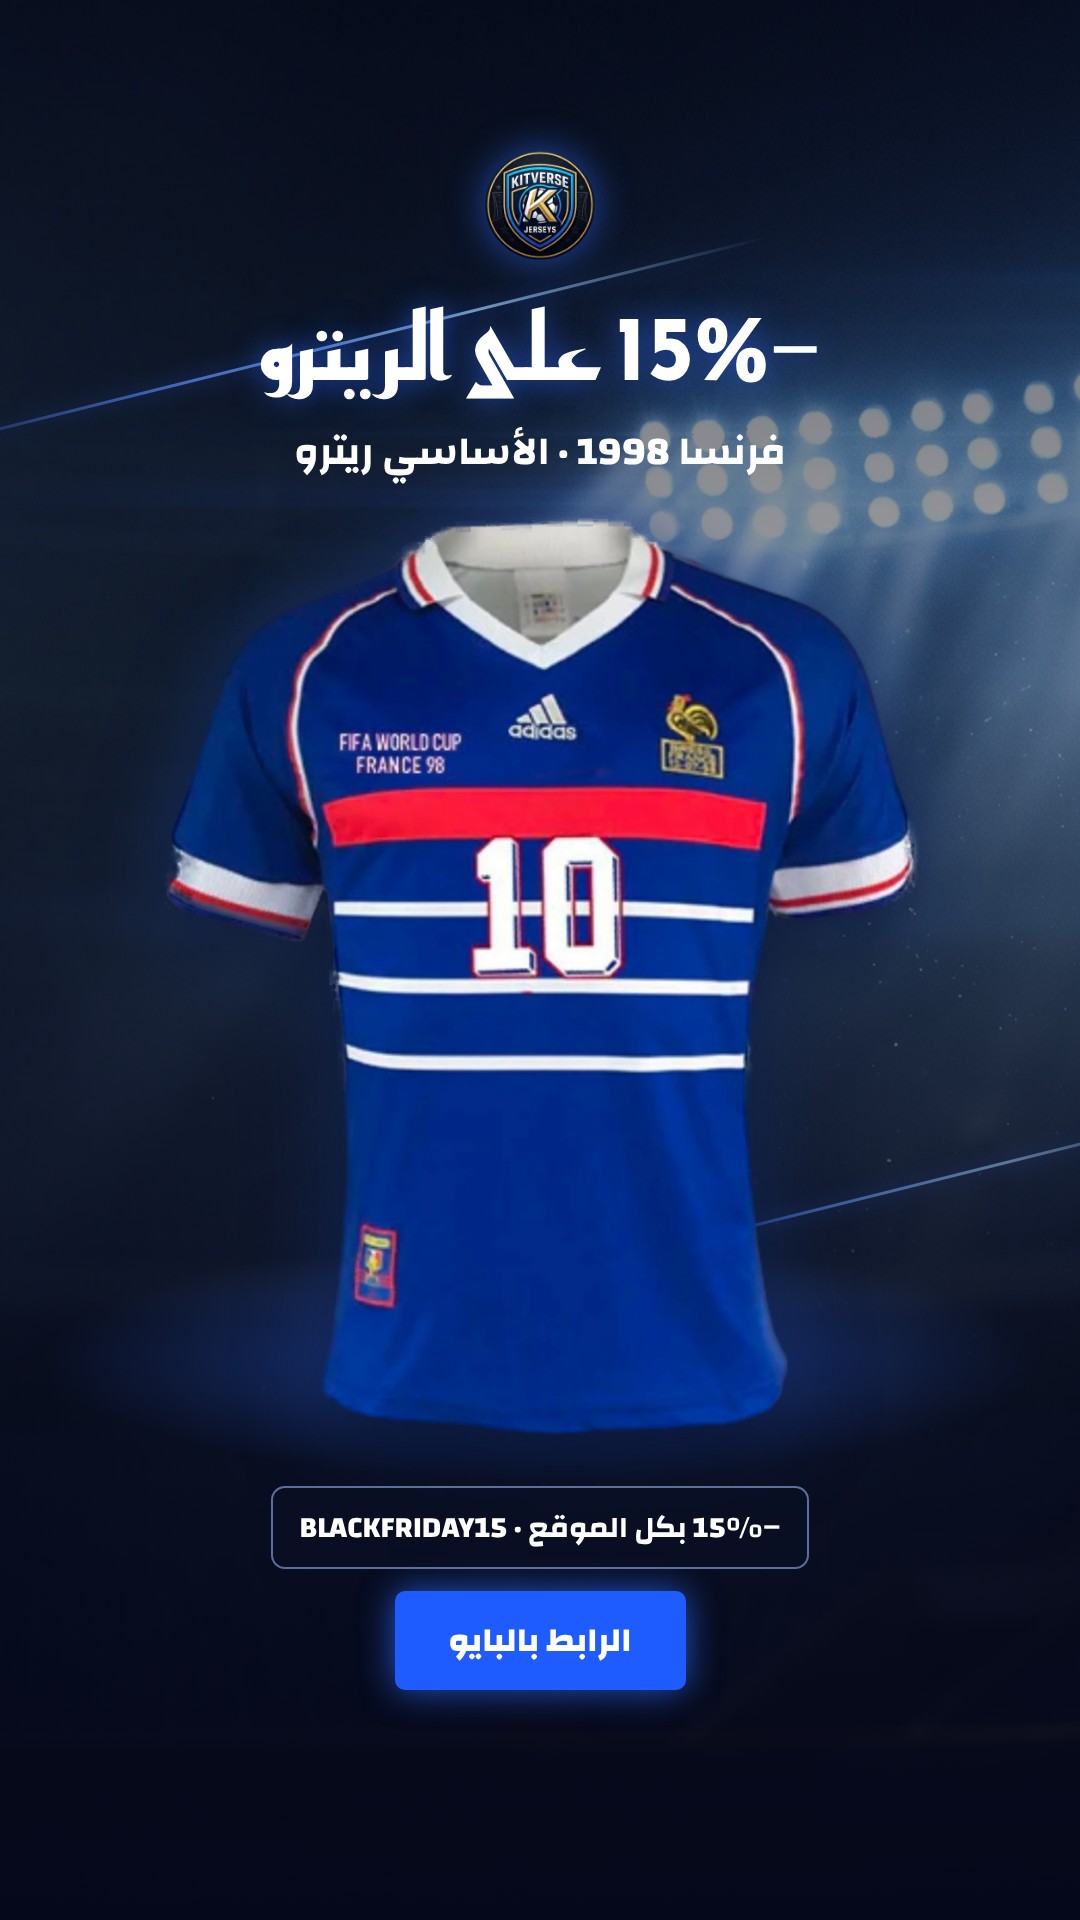 KITVERSE
K
JERSEYS
–15% على الريترو
فرنسا 1998 · الأساسي ريترو
adidas
FIFA WORLD CUP
FRANCE 98
10
–15% بكل الموقع · BLACKFRIDAY15
الرابط بالبايو